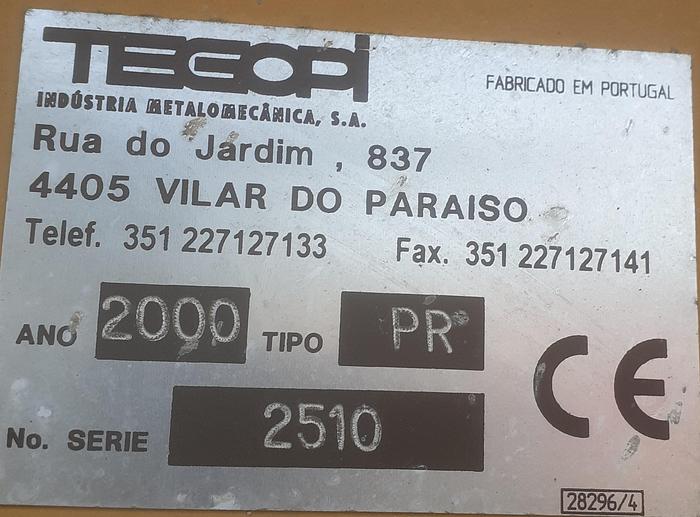 TEGOPI
FABRICADO EM PORTUGAL
INDÚSTRIA METALOMECÂNICA, S.A.
Rua do Jardim , 837
4405 VILAR DO PARAISO
Telef. 351 227127133 Fax. 351 227127141
ANO 2000 TIPO PR
CE
No. SERIE 2510
28296/4